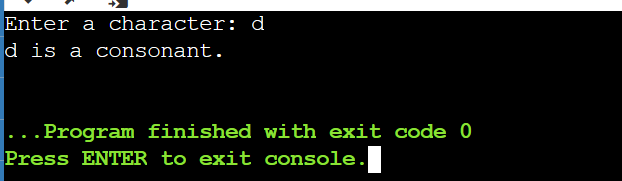 Enter a character: d
d is a consonant.
...Program finished with exit code 0
Press ENTER to exit console.